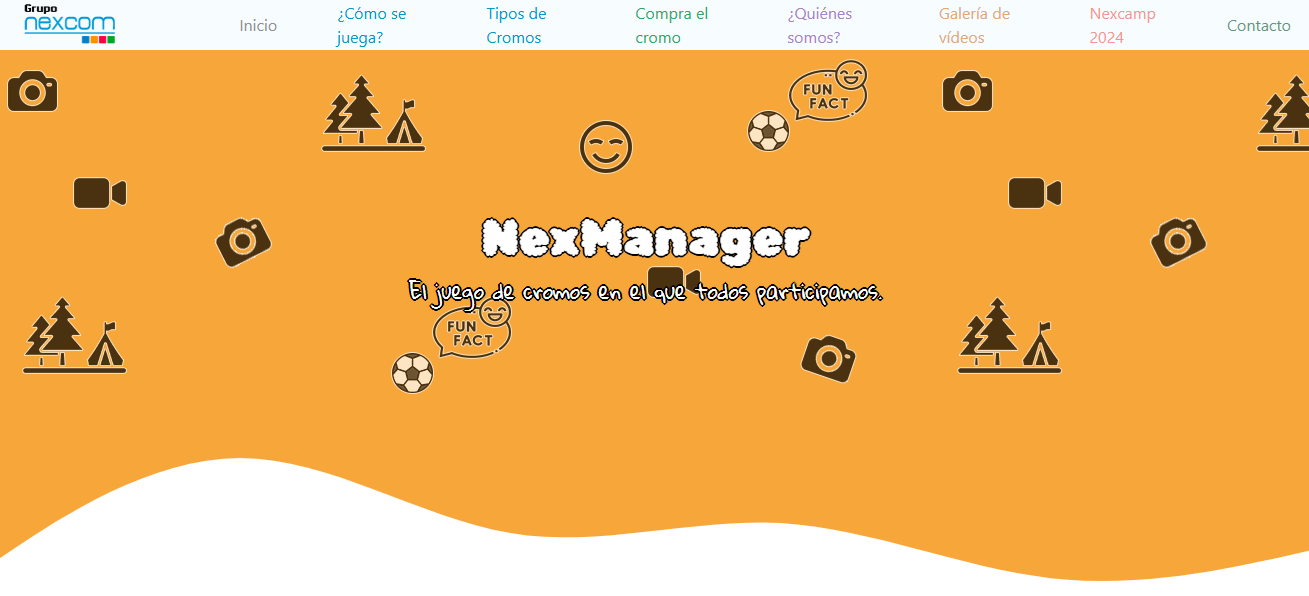 Grupo
nexcom
Inicio
¿Cómo se
juega?
Tipos de
Cromos
Compra el
cromo
¿Quiénes
somos?
Galería de
vídeos
Nexcamp
2024
Contacto
FUN
FACT
NexManager
El juego de cromos en el que todos participamos.
FUN
FACT